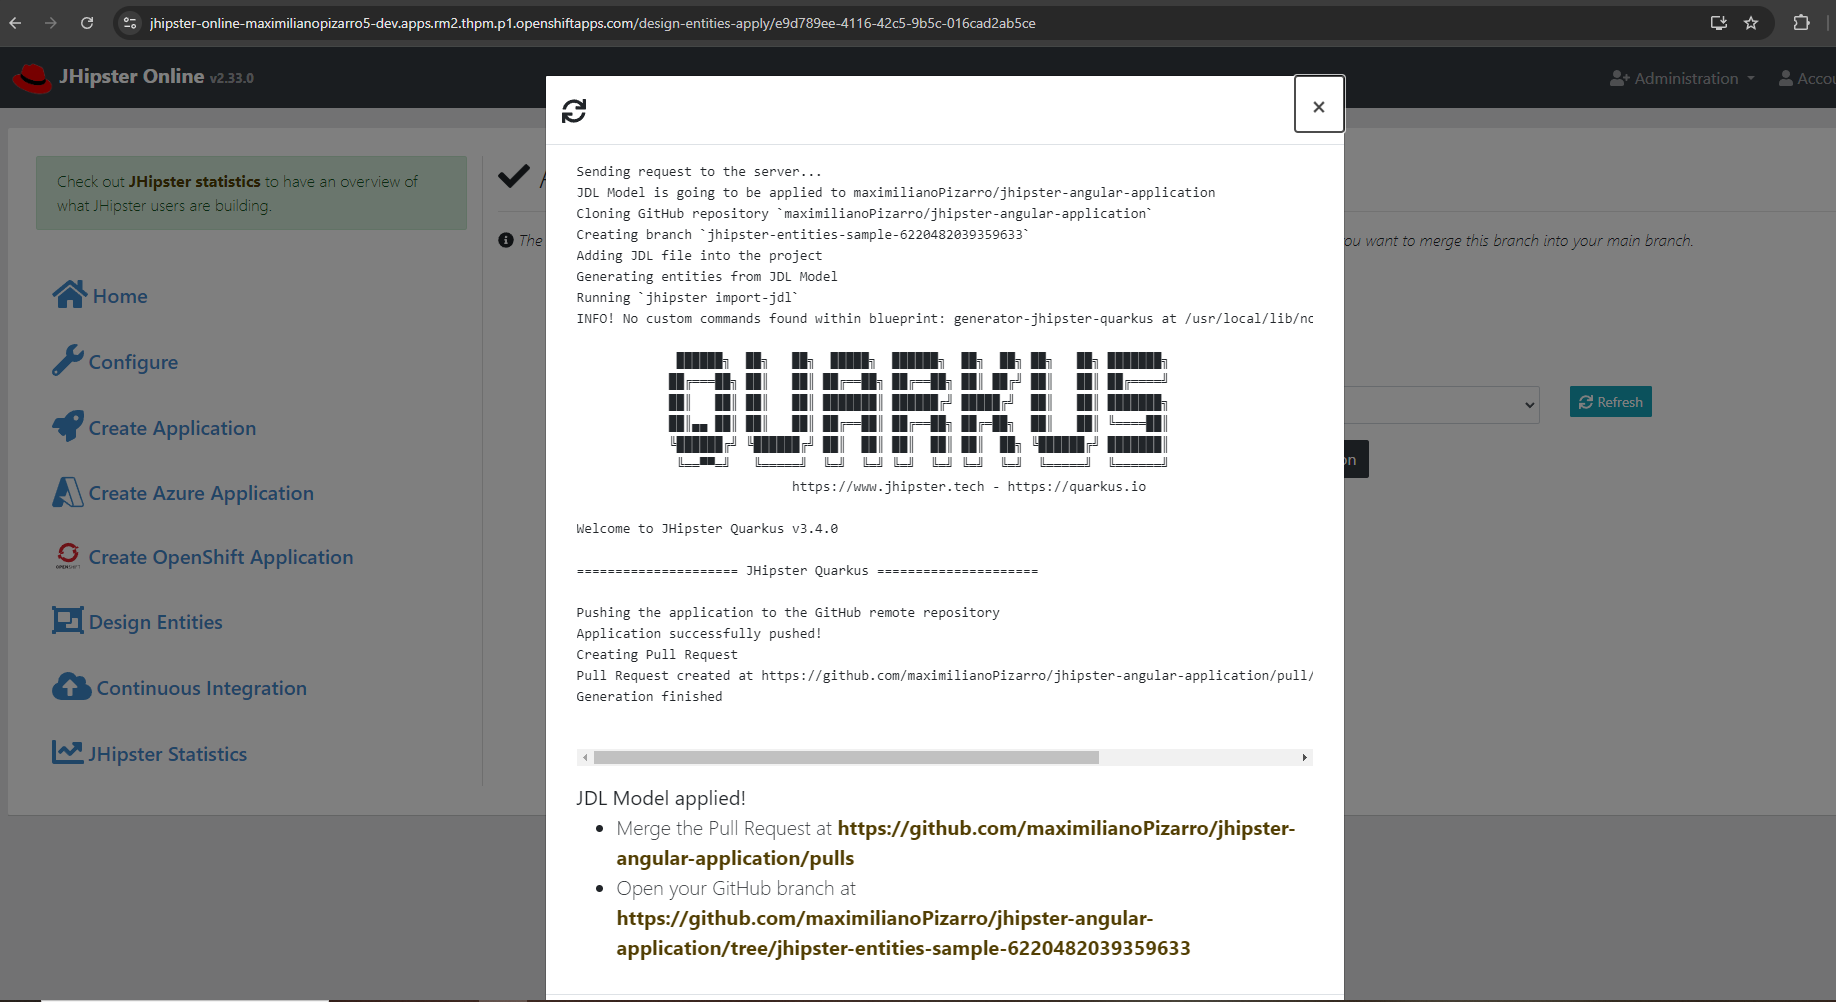 jhipster-online-maximilianopizarro5-dev.apps.rm2.thpm.p1.openshiftapps.com/design-entities-apply/e9d789ee-4116-42c5-9b5c-016cad2ab5ce
JHipster Online v2.33.0
Administration
Accou
Check out JHipster statistics to have an overview of
what JHipster users are building.
Home
Configure
Create Application
Create Azure Application
OPENSHIFT
Create OpenShift Application
Design Entities
Continuous Integration
JHipster Statistics
The
ou want to merge this branch into your main branch.
Refresh
on
×
Sending request to the server...
JDL Model is going to be applied to maximilianoPizarro/jhipster-angular-application
Cloning GitHub repository `maximilianoPizarro/jhipster-angular-application`
Creating branch `jhipster-entities-sample-6220482039359633`
Adding JDL file into the project
Generating entities from JDL Model
Running `jhipster import-jdl`
INFO! No custom commands found within blueprint: generator-jhipster-quarkus at /usr/local/lib/no
QUARKUS
https://www.jhipster.tech - https://quarkus.io
Welcome to JHipster Quarkus v3.4.0
===================== JHipster Quarkus =====================
Pushing the application to the GitHub remote repository
Application successfully pushed!
Creating Pull Request
Pull Request created at https://github.com/maximilianoPizarro/jhipster-angular-application/pull/
Generation finished
JDL Model applied!
Merge the Pull Request at https://github.com/maximilianoPizarro/jhipster-
angular-application/pulls
Open your GitHub branch at
https://github.com/maximilianoPizarro/jhipster-angular-
application/tree/jhipster-entities-sample-6220482039359633